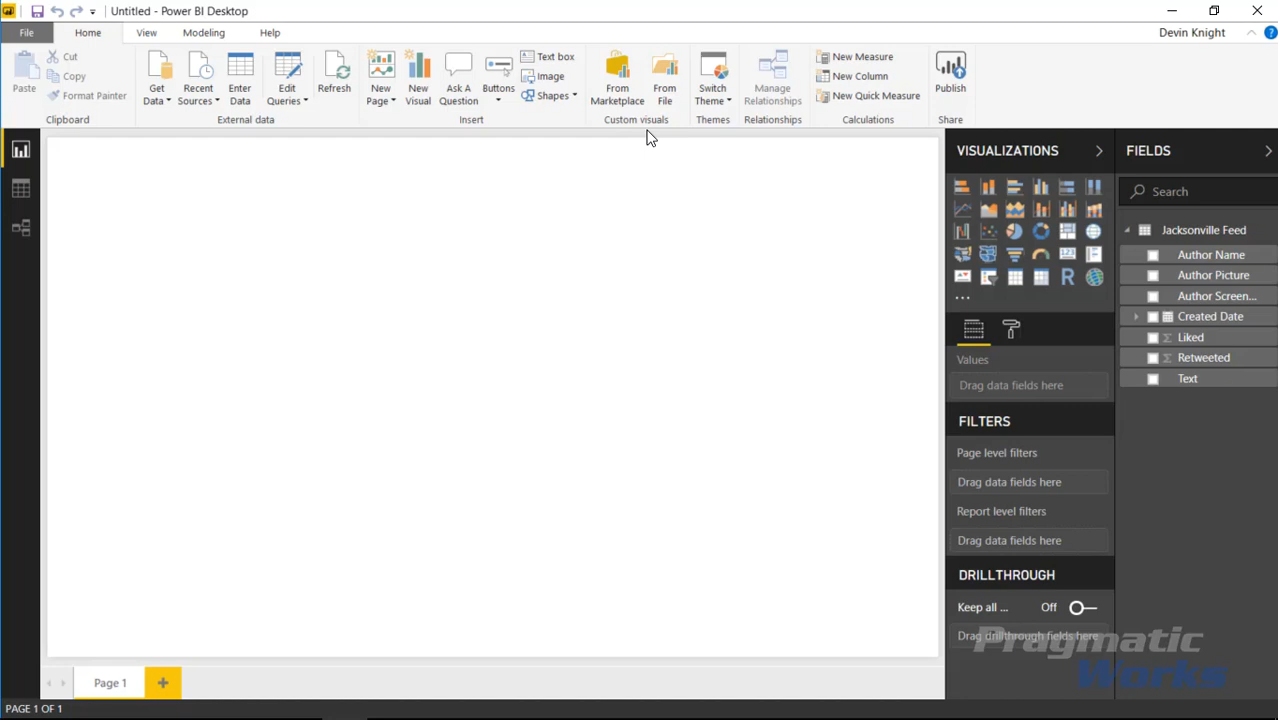 Untitled - Power BI Desktop
File Home View Modeling Help Devin Knight
Paste
Cut
Copy
Format Painter
Clipboard
Get Data
Recent Sources
Enter Data
Edit Queries
Refresh
External data
New Page
New Visual
Ask A Question
Buttons
Text box
Image
Shapes
Insert
From Marketplace
From File
Custom visuals
Switch Theme
Themes
Manage Relationships
Relationships
New Measure
New Column
New Quick Measure
Calculations
Publish
Share
VISUALIZATIONS
Values
Drag data fields here
FILTERS
Page level filters
Drag data fields here
Report level filters
Drag data fields here
DRILLTHROUGH
Keep all ... Off
Drag drillthrough fields here
FIELDS
Search
Jacksonville Feed
Author Name
Author Picture
Author Screen...
Created Date
Liked
Retweeted
Text
Pragmatic
Works
Page 1
PAGE 1 OF 1